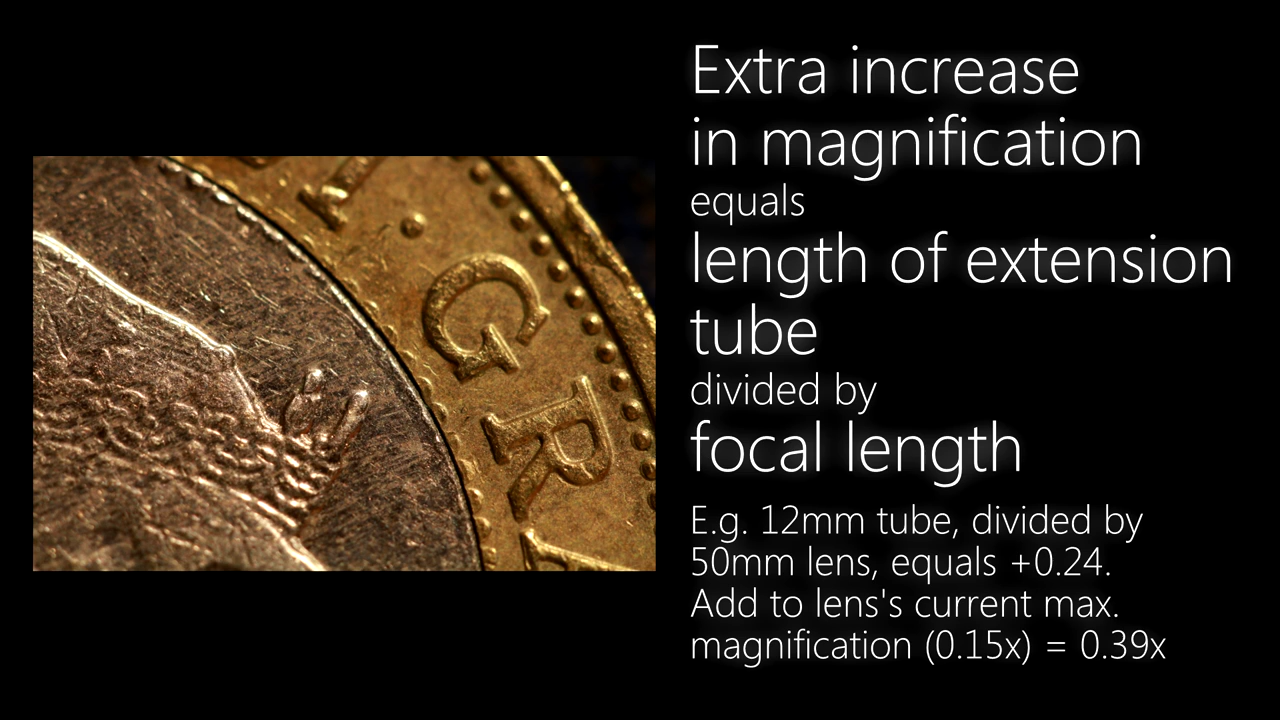 Extra increase
in magnification
equals
length of extension
tube
divided by
focal length
E.g. 12mm tube, divided by
50mm lens, equals +0.24.
Add to lens's current max.
magnification (0.15x) = 0.39x
G
R